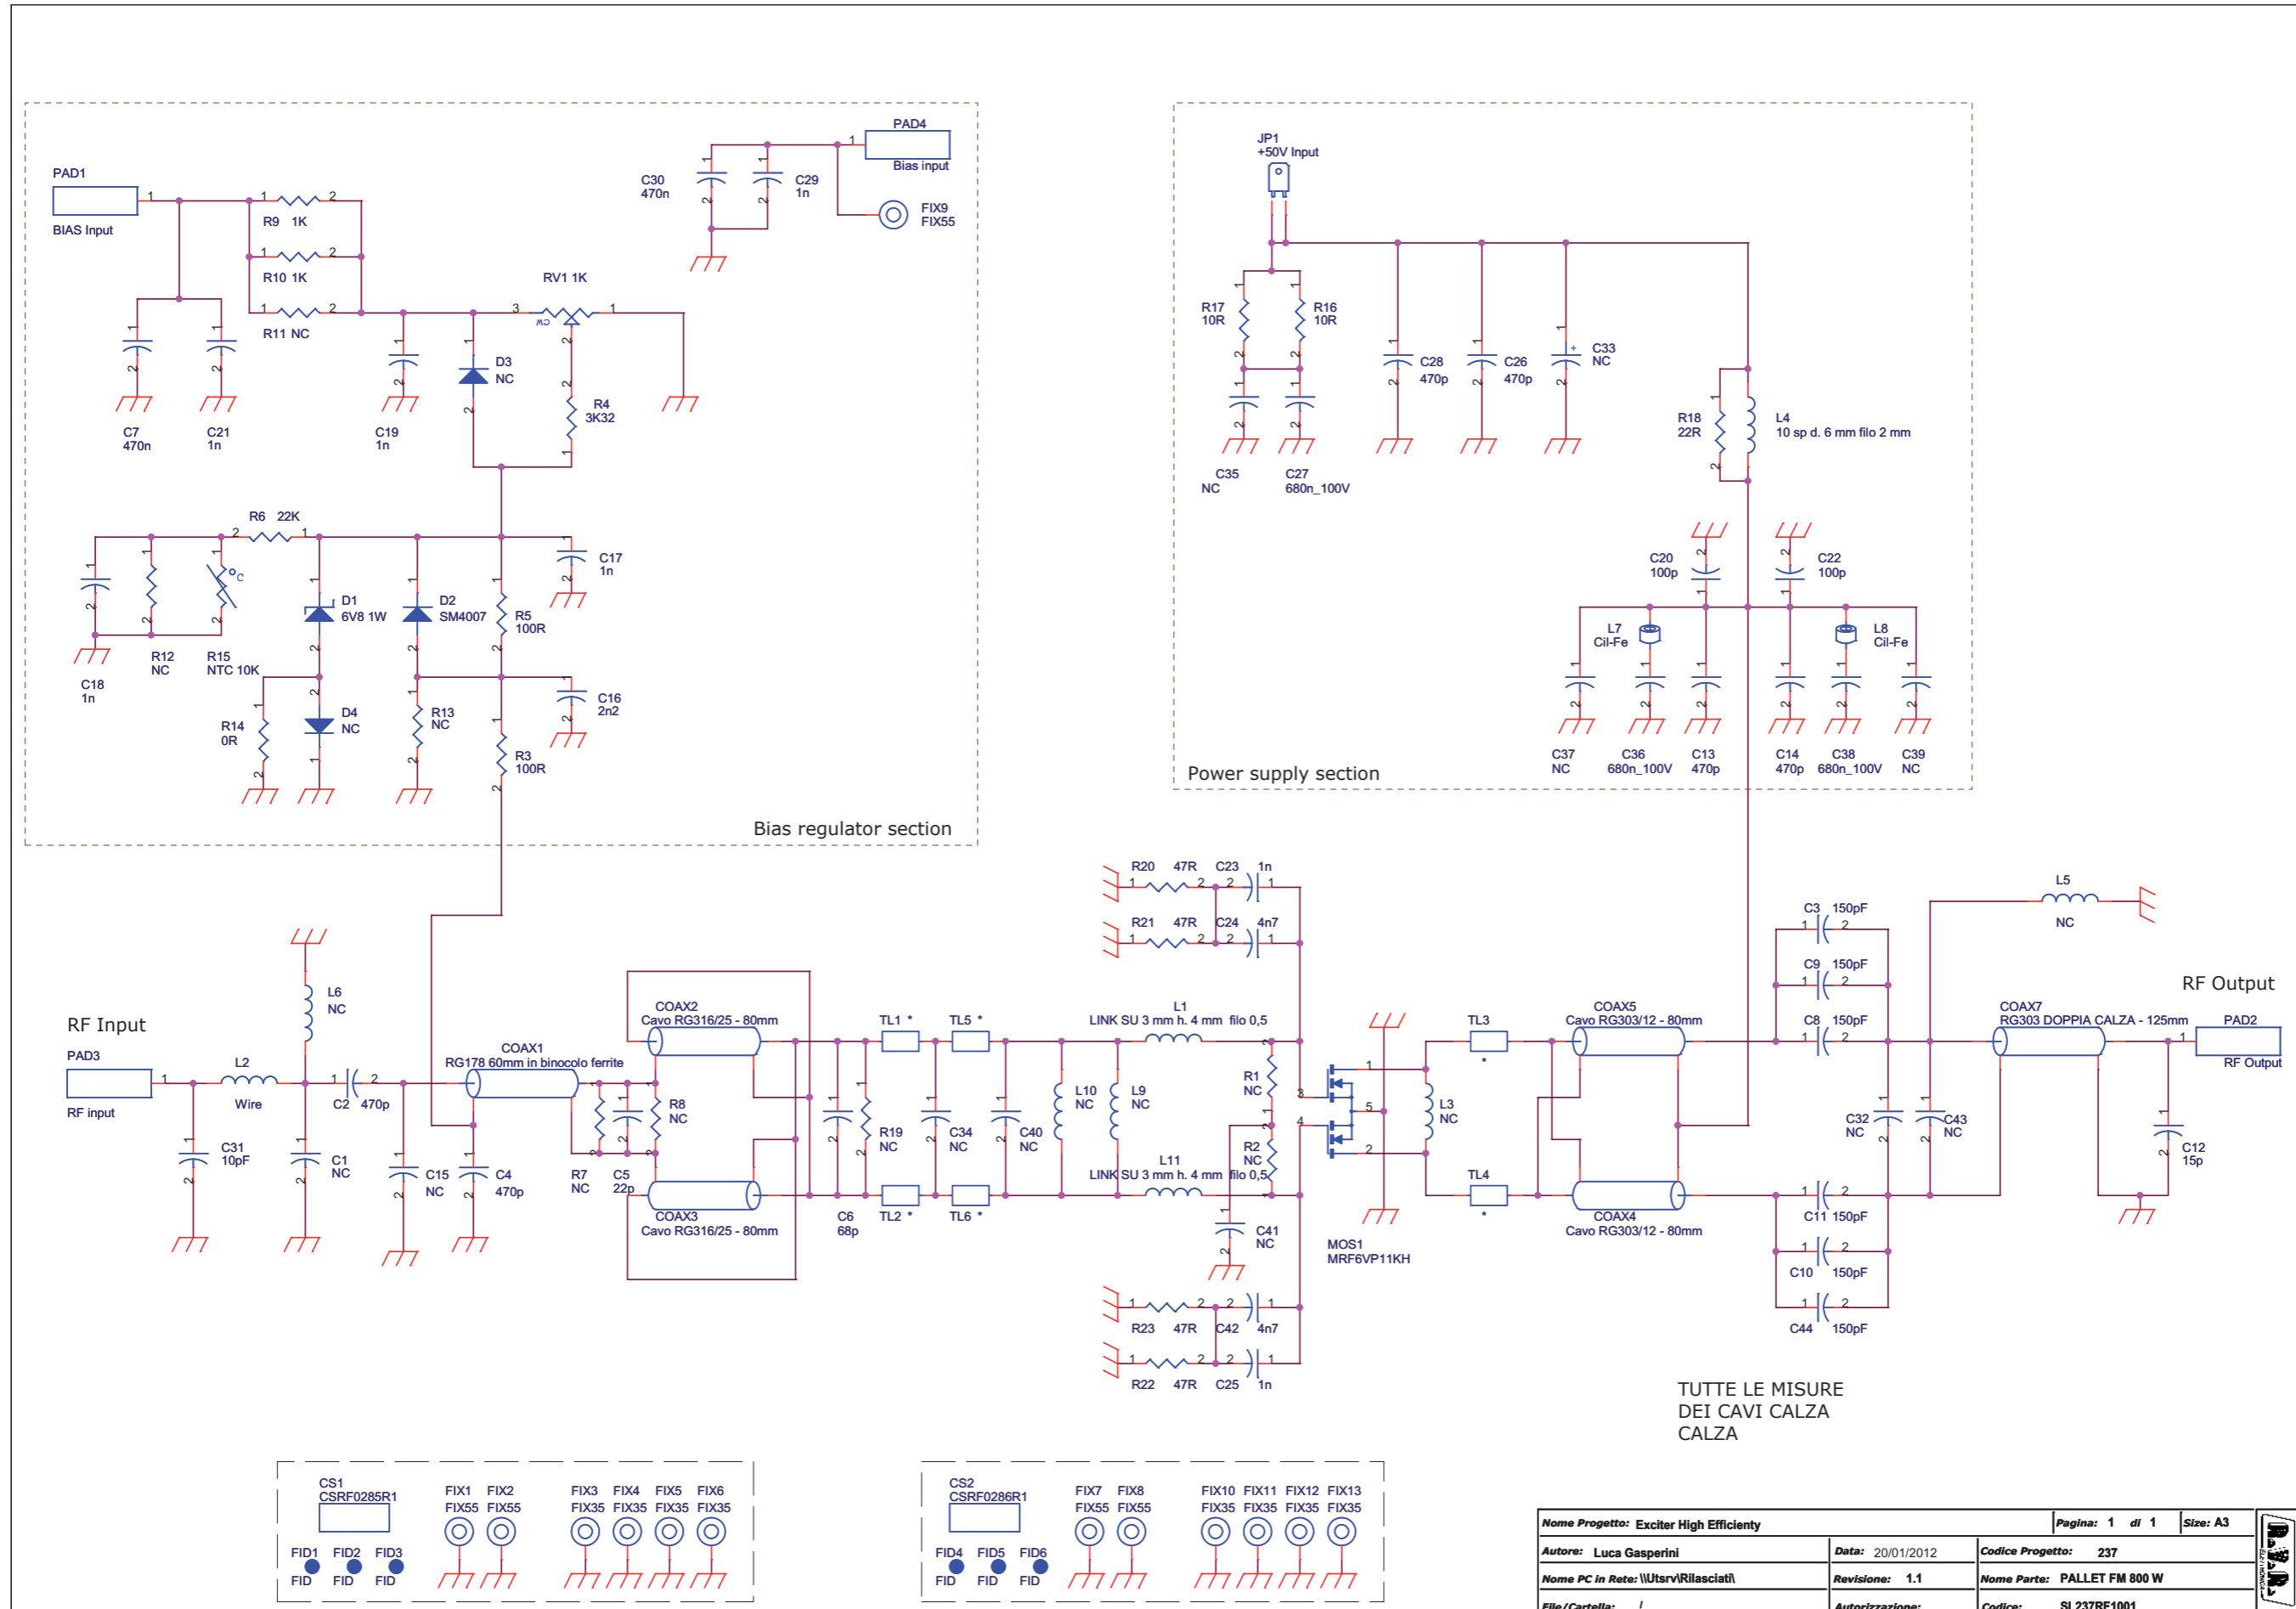 PAD1
BIAS Input
R9 1K
R10 1K
R11 NC
C7
470n
C21
1n
C19
1n
D3
NC
RV1 1K
CW
R4
3K32
C30
470n
C29
1n
PAD4
Bias input
FIX9
FIX55
R6 22K
C18
1n
R12
NC
R15
NTC 10K
°C
D1
6V8 1W
D2
SM4007
R5
100R
C17
1n
R14
0R
D4
NC
R13
NC
C16
2n2
R3
100R
Bias regulator section
JP1
+50V Input
R17
10R
R16
10R
C35
NC
C27
680n_100V
C28
470p
C26
470p
C33
NC
R18
22R
L4
10 sp d. 6 mm filo 2 mm
C20
100p
C22
100p
L7
Cil-Fe
L8
Cil-Fe
C37
NC
C36
680n_100V
C13
470p
C14
470p
C38
680n_100V
C39
NC
Power supply section
RF Input
PAD3
RF input
C31
10pF
L2
Wire
L6
NC
C1
NC
C2 470p
C15
NC
C4
470p
COAX1
RG178 60mm in binocolo ferrite
R7
NC
C5
22p
R8
NC
COAX2
Cavo RG316/25 - 80mm
COAX3
Cavo RG316/25 - 80mm
C6
68p
R19
NC
TL1 *
TL5 *
TL2 *
TL6 *
C34
NC
C40
NC
L10
NC
L9
NC
L1
LINK SU 3 mm h. 4 mm filo 0,5
L11
LINK SU 3 mm h. 4 mm filo 0,5
R20 47R C23 1n
R21 47R C24 4n7
R1
NC
R2
NC
C41
NC
R23 47R C42 4n7
R22 47R C25 1n
MOS1
MRF6VP11KH
L3
NC
TL3
*
TL4
*
COAX5
Cavo RG303/12 - 80mm
COAX4
Cavo RG303/12 - 80mm
C3 150pF
C9 150pF
C8 150pF
C11 150pF
C10 150pF
C44 150pF
C32
NC
C43
NC
L5
NC
COAX7
RG303 DOPPIA CALZA - 125mm
C12
15p
RF Output
PAD2
RF Output
TUTTE LE MISURE
DEI CAVI CALZA
CALZA
CS1
CSRF0285R1
FID1 FID2 FID3
FID FID FID
FIX1 FIX2 FIX3 FIX4 FIX5 FIX6
FIX55 FIX55 FIX35 FIX35 FIX35 FIX35
CS2
CSRF0286R1
FID4 FID5 FID6
FID FID FID
FIX7 FIX8 FIX10 FIX11 FIX12 FIX13
FIX55 FIX55 FIX35 FIX35 FIX35 FIX35
Nome Progetto: Exciter High Efficienty Pagina: 1 di 1 Size: A3
Autore: Luca Gasperini Data: 20/01/2012 Codice Progetto: 237
Nome PC in Rete: \\Utsrv\Rilasciati\ Revisione: 1.1 Nome Parte: PALLET FM 800 W
File/Cartella: / Autorizzazione: Codice: SL237RF1001
R.V.R.